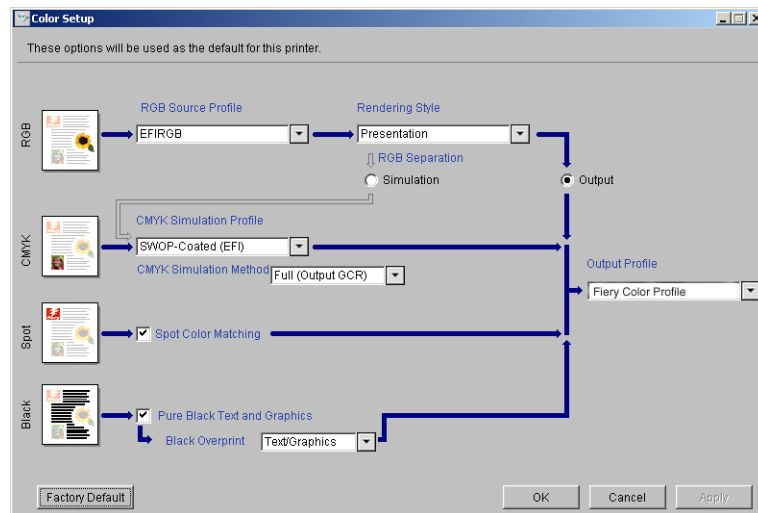 Color Setup
These options will be used as the default for this printer.
RGB
RGB Source Profile
EFIRGB
Rendering Style
Presentation
RGB Separation
Simulation
Output
CMYK
CMYK Simulation Profile
SWOP-Coated (EFI)
CMYK Simulation Method
Full (Output GCR)
Output Profile
Fiery Color Profile
Spot
Spot Color Matching
Black
Pure Black Text and Graphics
Black Overprint
Text/Graphics
Factory Default
OK
Cancel
Apply